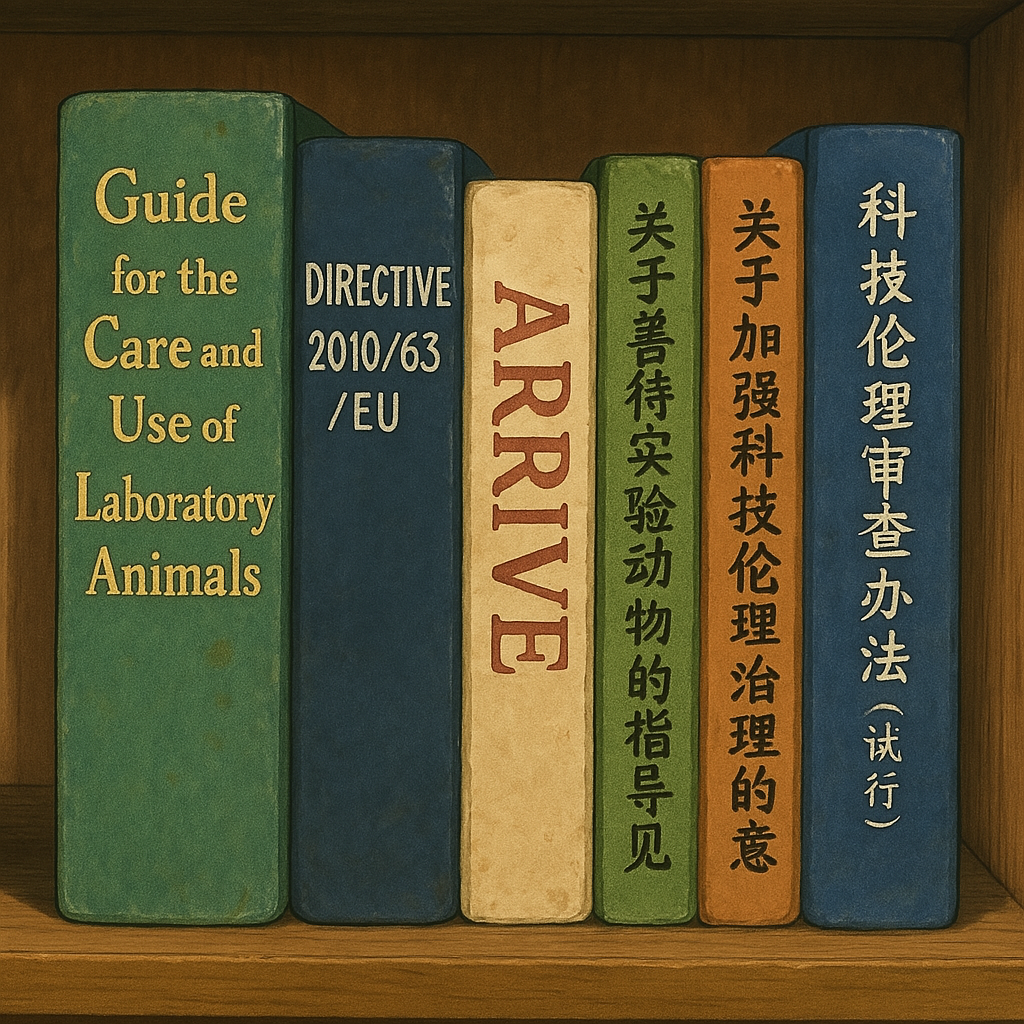 Guide
for the
Care and
Use of
Laboratory
Animals
DIRECTIVE
2010/63
/EU
ARRIVE
关于善待实验动物的指导见
关于加强科技伦理治理的意
科技伦理审查办法(试行)